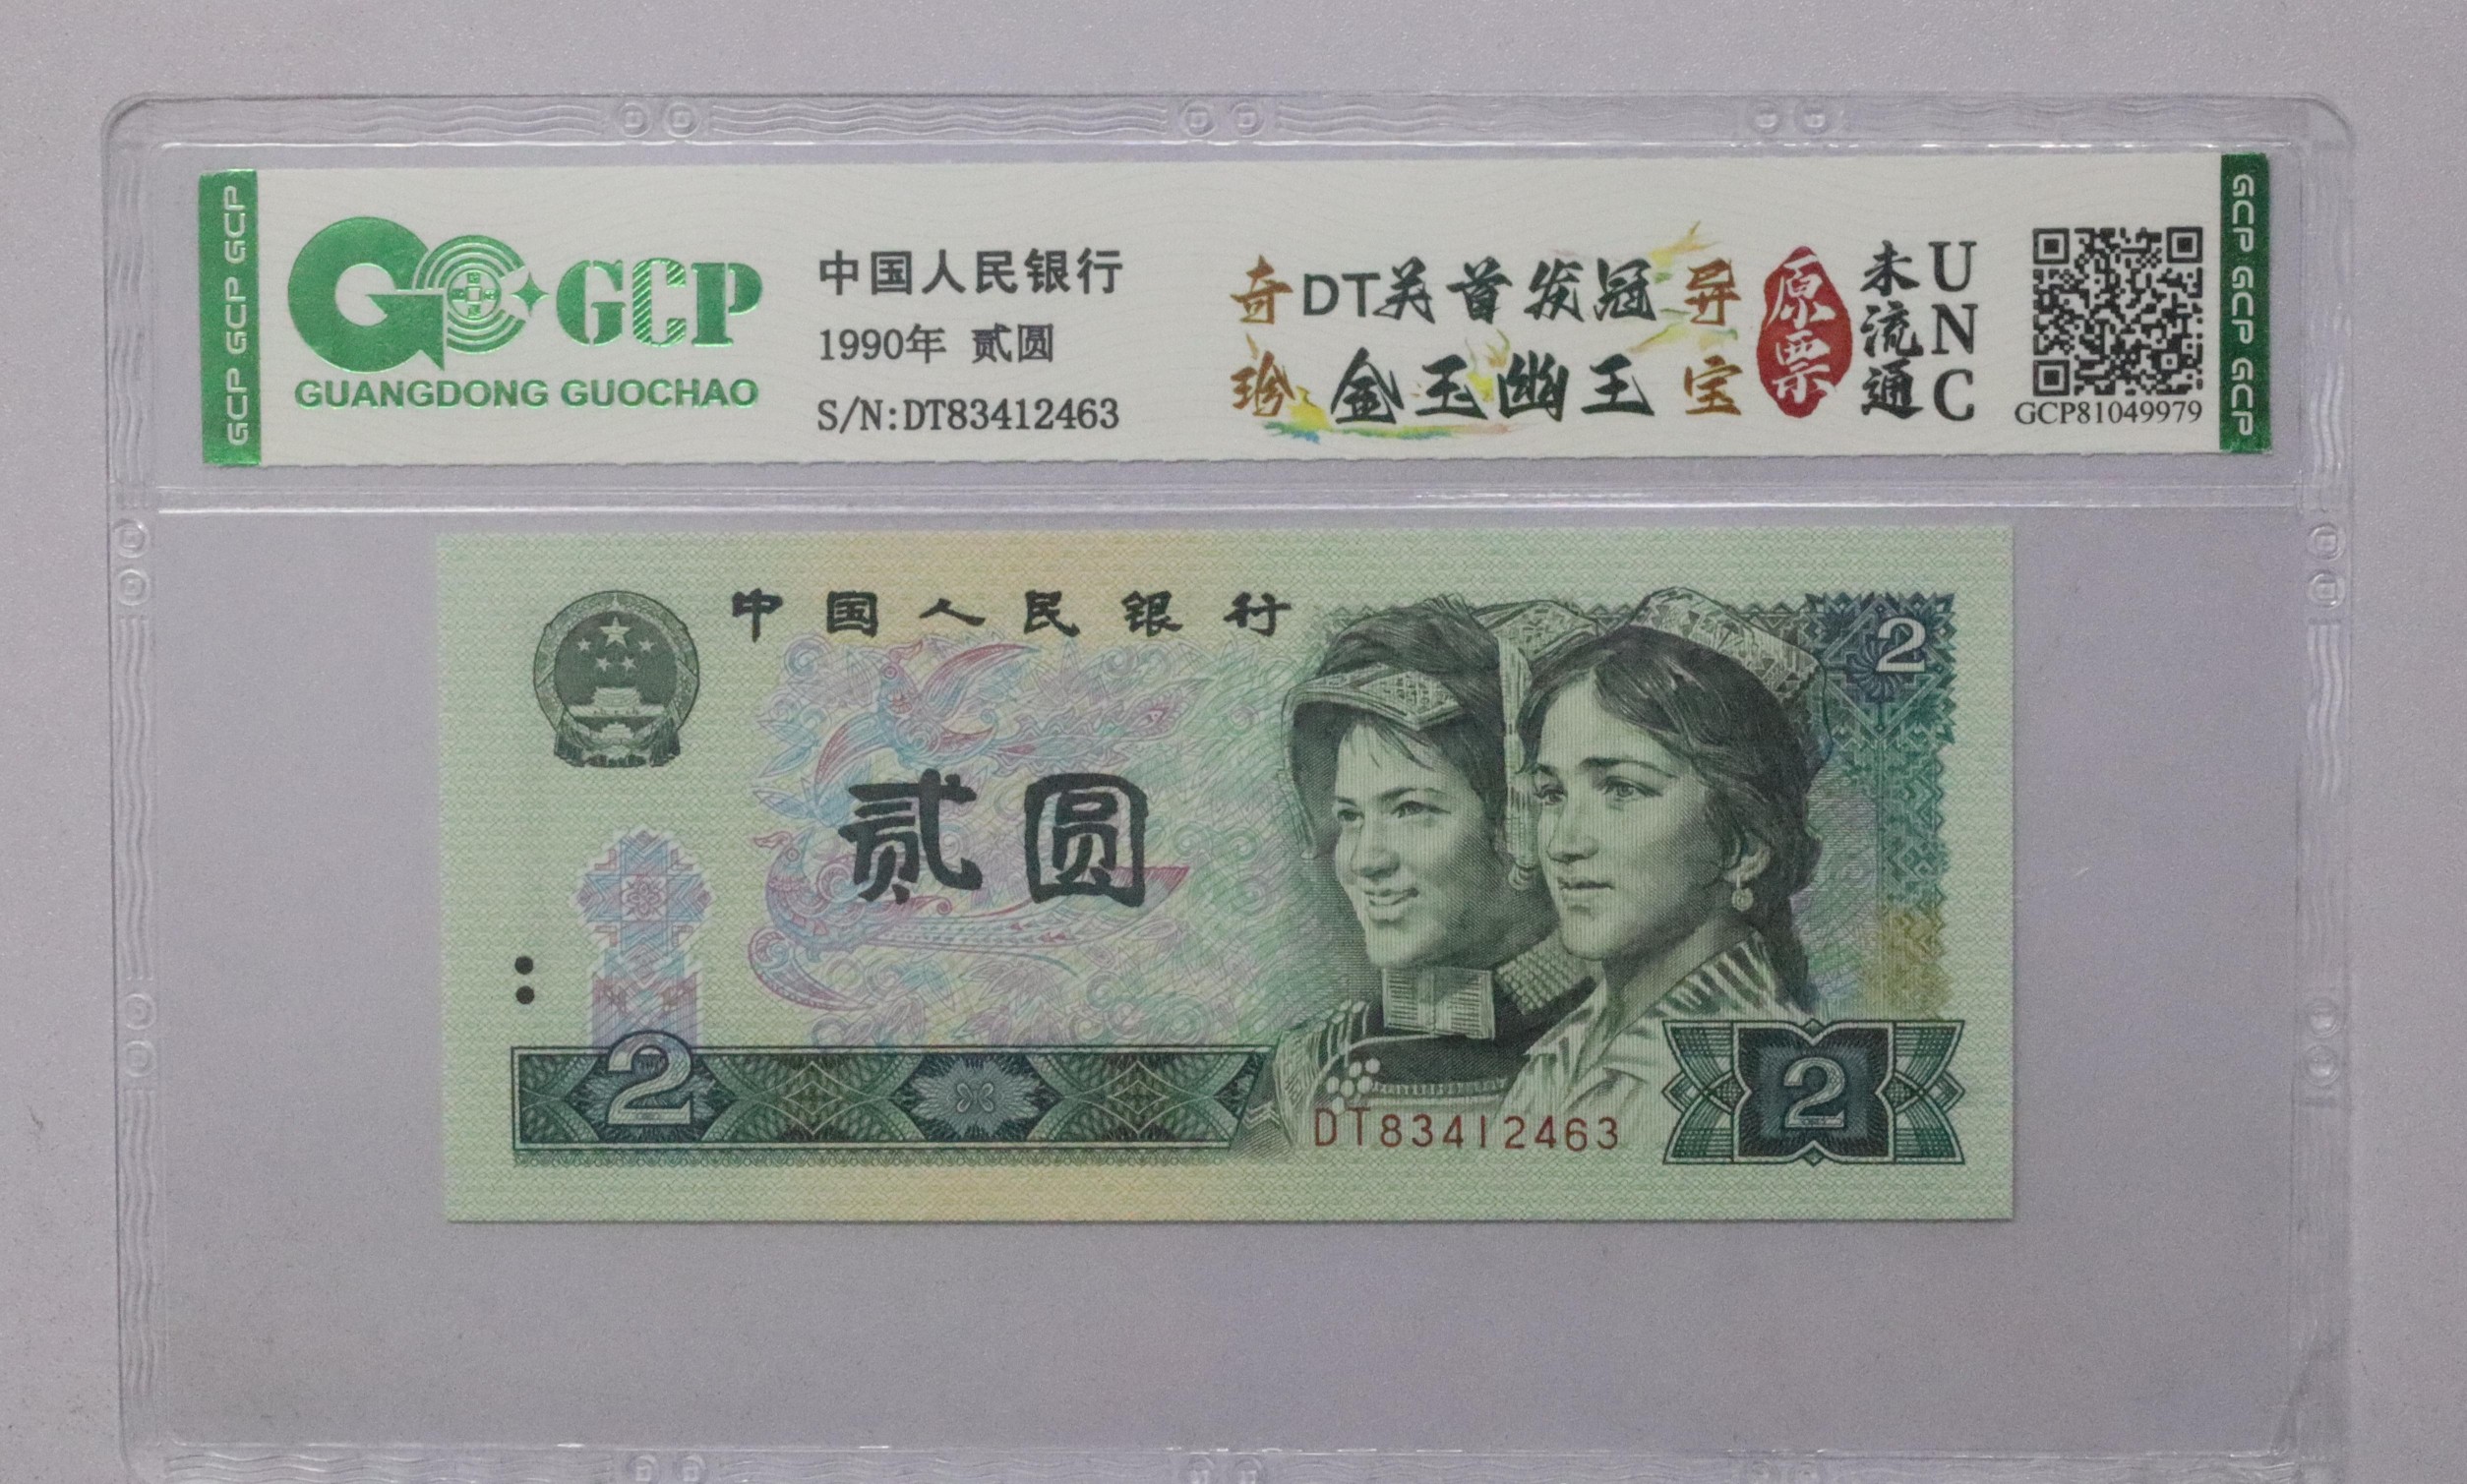 GCP GCP GCP
GCP
GUANGDONG GUOCHAO
中国人民银行
1990年 贰圆
S/N:DT83412463
奇DT关首发冠异
珍金玉幽王宝
原票
未流通
UNC
GCP81049979
GCP GCP GCP
中国人民银行
2
贰圆
2
DT83412463
2